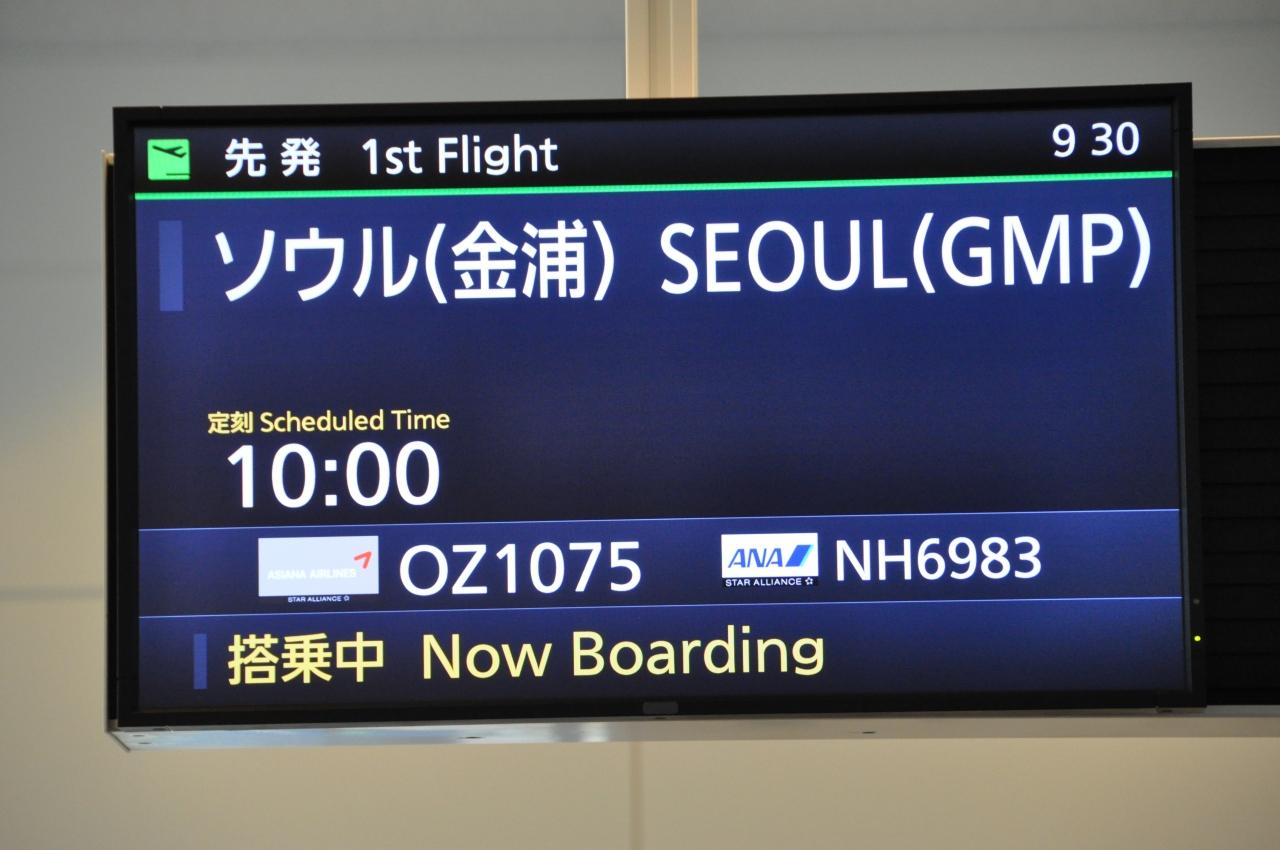 先発 1st Flight 9 30
ソウル(金浦) SEOUL(GMP)
定刻 Scheduled Time
10:00
ASIANA AIRLINES OZ1075 ANA NH6983
STAR ALLIANCE STAR ALLIANCE
搭乗中 Now Boarding